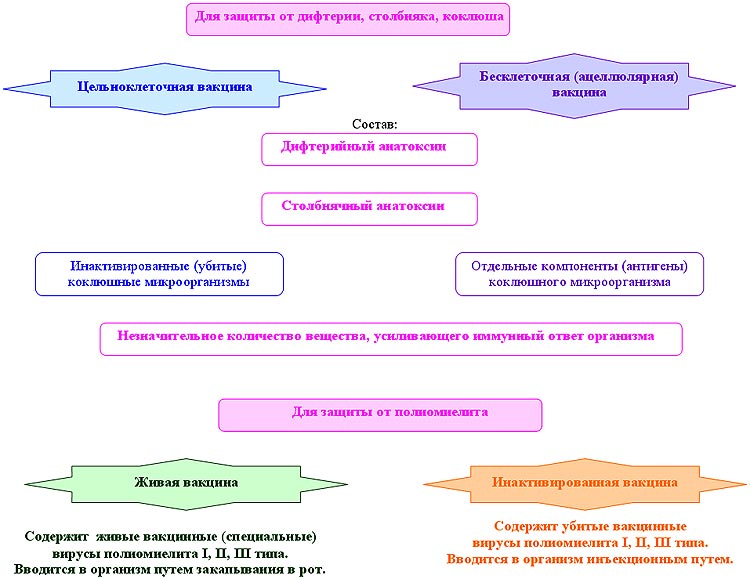 Для защиты от дифтерии, столбняка, коклюша
Цельноклеточная вакцина
Бесклеточная (ацеллюлярная)
вакцина
Состав:
Дифтерийный анатоксин
Столбнячный анатоксин
Инактивированные (убитые)
коклюшные микроорганизмы
Отдельные компоненты (антигены)
коклюшного микроорганизма
Незначительное количество вещества, усиливающего иммунный ответ организма
Для защиты от полиомиелита
Живая вакцина
Инактивированная вакцина
Содержит живые вакцинные (специальные)
вирусы полиомиелита I, II, III типа.
Вводится в организм путем закапывания в рот.
Содержит убитые вакцинные
вирусы полиомиелита I, II, III типа.
Вводится в организм инъекционным путем.